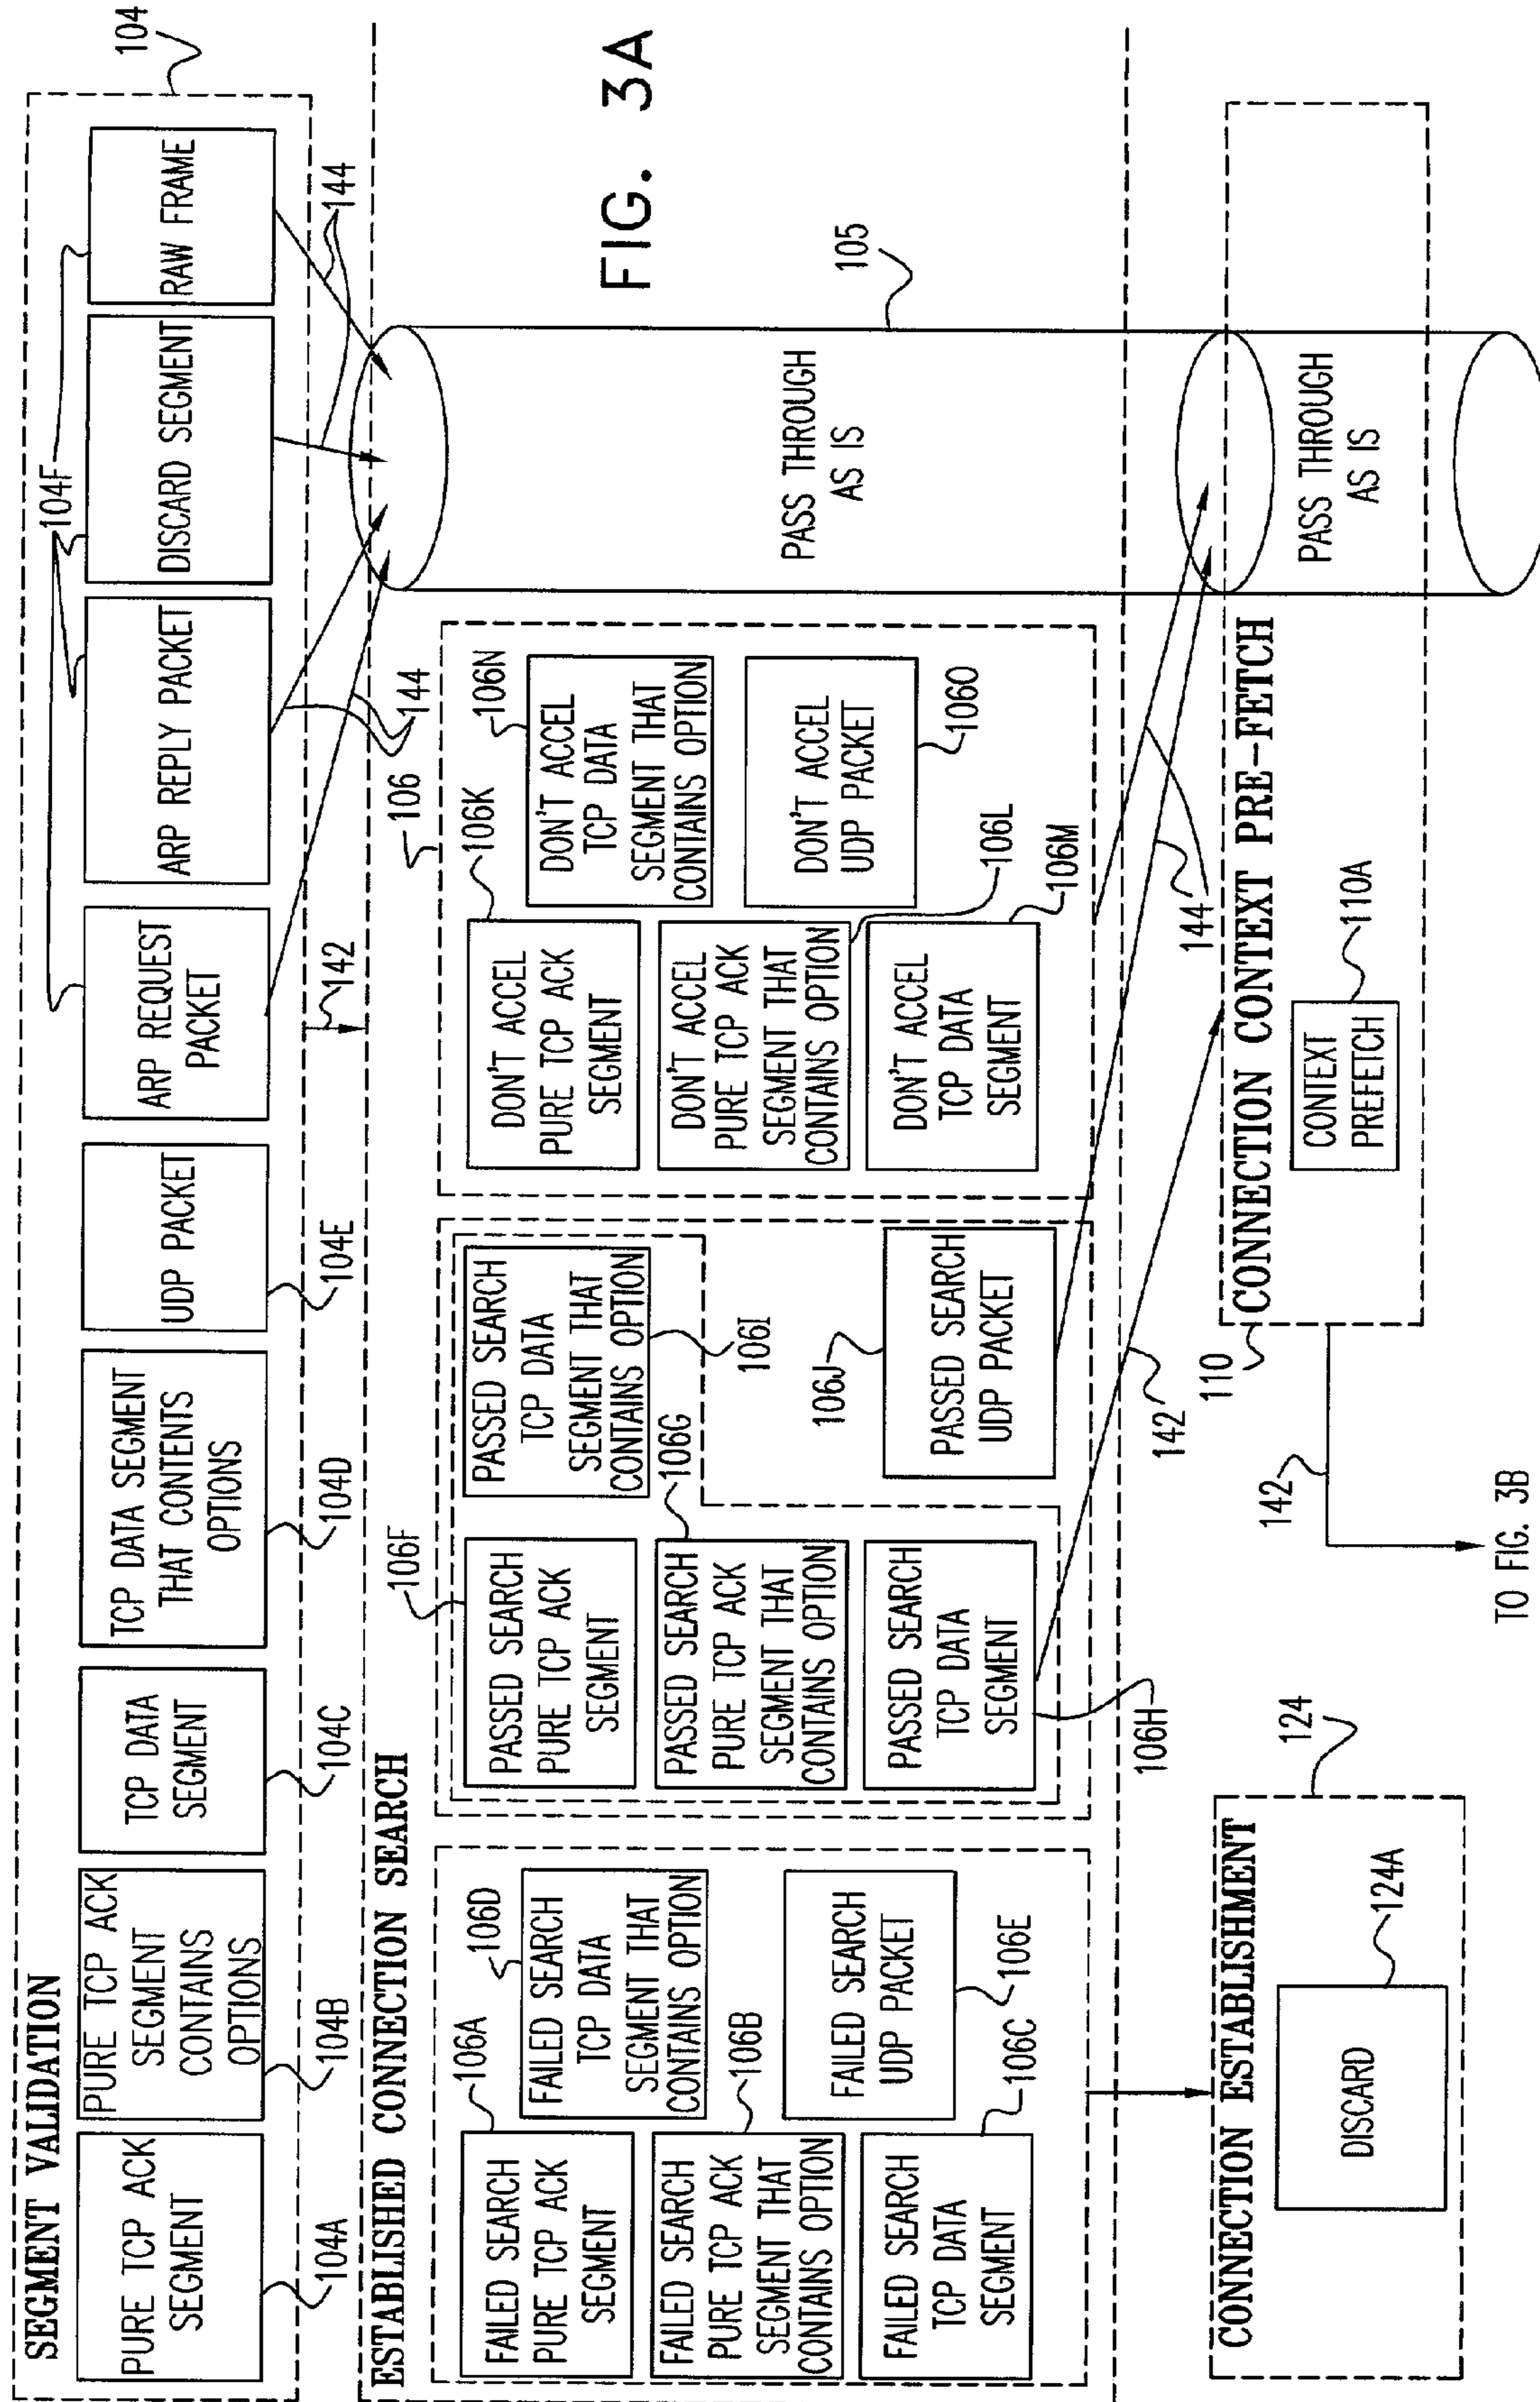 SEGMENT VALIDATION
104
PURE TCP ACK
SEGMENT
104A
PURE TCP ACK
SEGMENT
CONTAINS
OPTIONS
104B
TCP DATA
SEGMENT
104C
TCP DATA SEGMENT
THAT CONTENTS
OPTIONS
104D
UDP PACKET
104E
ARP REQUEST
PACKET
ARP REPLY PACKET
DISCARD SEGMENT
RAW FRAME
104F
142
144
144
ESTABLISHED CONNECTION SEARCH
106
FAILED SEARCH
PURE TCP ACK
SEGMENT
106A
FAILED SEARCH
PURE TCP ACK
SEGMENT THAT
CONTAINS OPTION
106B
FAILED SEARCH
TCP DATA
SEGMENT
106C
FAILED SEARCH
TCP DATA
SEGMENT THAT
CONTAINS OPTION
106D
FAILED SEARCH
UDP PACKET
106E
PASSED SEARCH
PURE TCP ACK
SEGMENT
106F
PASSED SEARCH
PURE TCP ACK
SEGMENT THAT
CONTAINS OPTION
106G
PASSED SEARCH
TCP DATA
SEGMENT
106H
PASSED SEARCH
TCP DATA
SEGMENT THAT
CONTAINS OPTION
106I
PASSED SEARCH
UDP PACKET
106J
DON'T ACCEL
PURE TCP ACK
SEGMENT
106K
DON'T ACCEL
PURE TCP ACK
SEGMENT THAT
CONTAINS OPTION
106L
DON'T ACCEL
TCP DATA
SEGMENT
106M
DON'T ACCEL
TCP DATA
SEGMENT THAT
CONTAINS OPTION
106N
DON'T ACCEL
UDP PACKET
106O
PASS THROUGH
AS IS
105
FIG. 3A
142
144
CONNECTION ESTABLISHMENT
124
DISCARD
124A
110
CONNECTION CONTEXT PRE-FETCH
CONTEXT
PREFETCH
110A
PASS THROUGH
AS IS
142
TO FIG. 3B